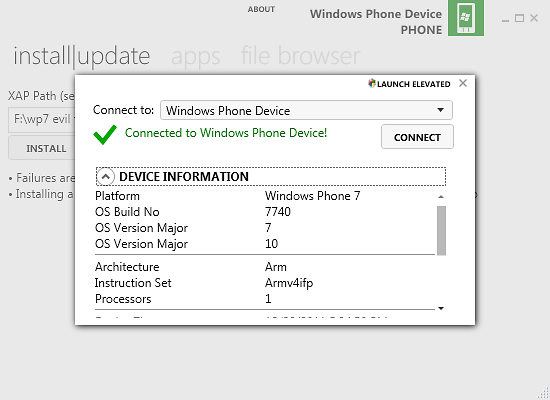 ABOUT
Windows Phone Device
PHONE
install|update apps file browser
LAUNCH ELEVATED
XAP Path (se
Connect to: Windows Phone Device
F:\wp7 evil
Connected to Windows Phone Device!
CONNECT
INSTALL
DEVICE INFORMATION
• Failures are
Platform Windows Phone 7
• Installing a
OS Build No 7740
OS Version Major 7
OS Version Major 10
Architecture Arm
Instruction Set Armv4ifp
Processors 1